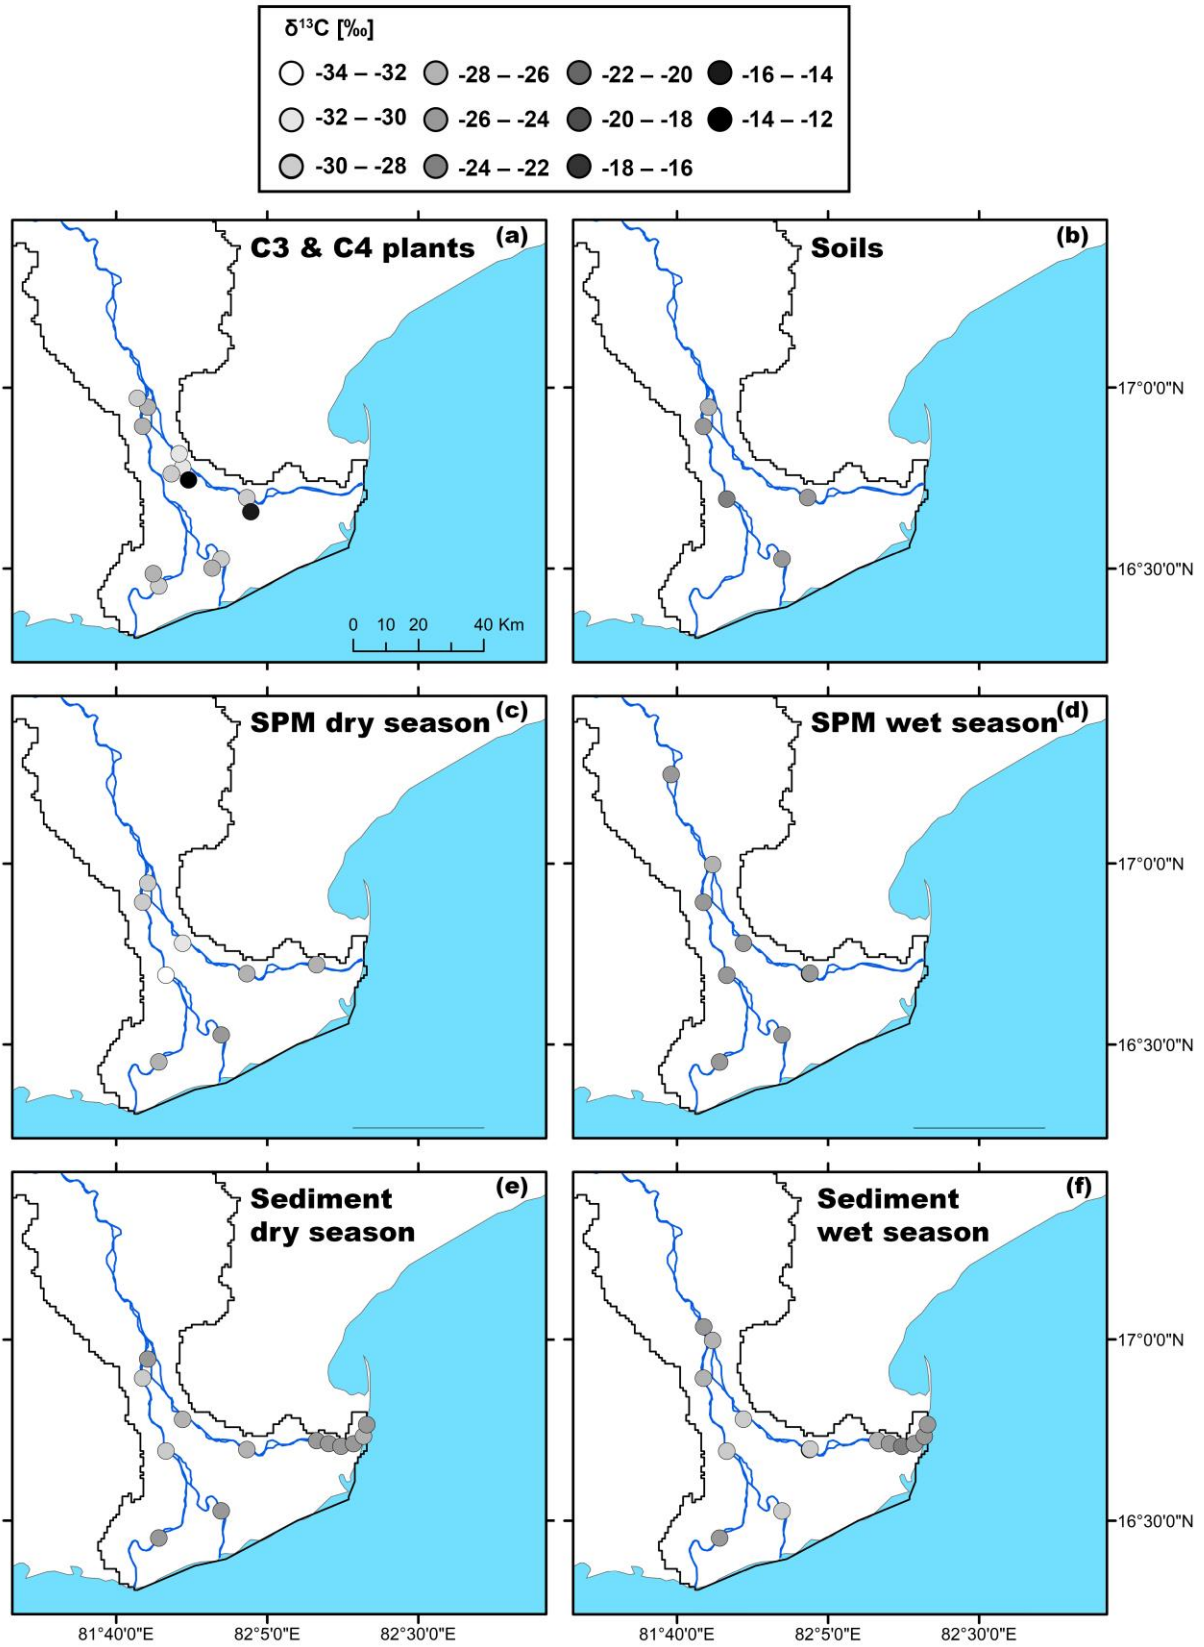 δ¹³C [‰]
-34 – -32 -28 – -26 -22 – -20 -16 – -14
-32 – -30 -26 – -24 -20 – -18 -14 – -12
-30 – -28 -24 – -22 -18 – -16
C3 & C4 plants (a)
0 10 20 40 Km
Soils (b)
17°0'0"N
16°30'0"N
SPM dry season (c)
SPM wet season (d)
17°0'0"N
16°30'0"N
Sediment (e)
dry season
Sediment (f)
wet season
17°0'0"N
16°30'0"N
81°40'0"E 82°5'0"E 82°30'0"E 81°40'0"E 82°5'0"E 82°30'0"E